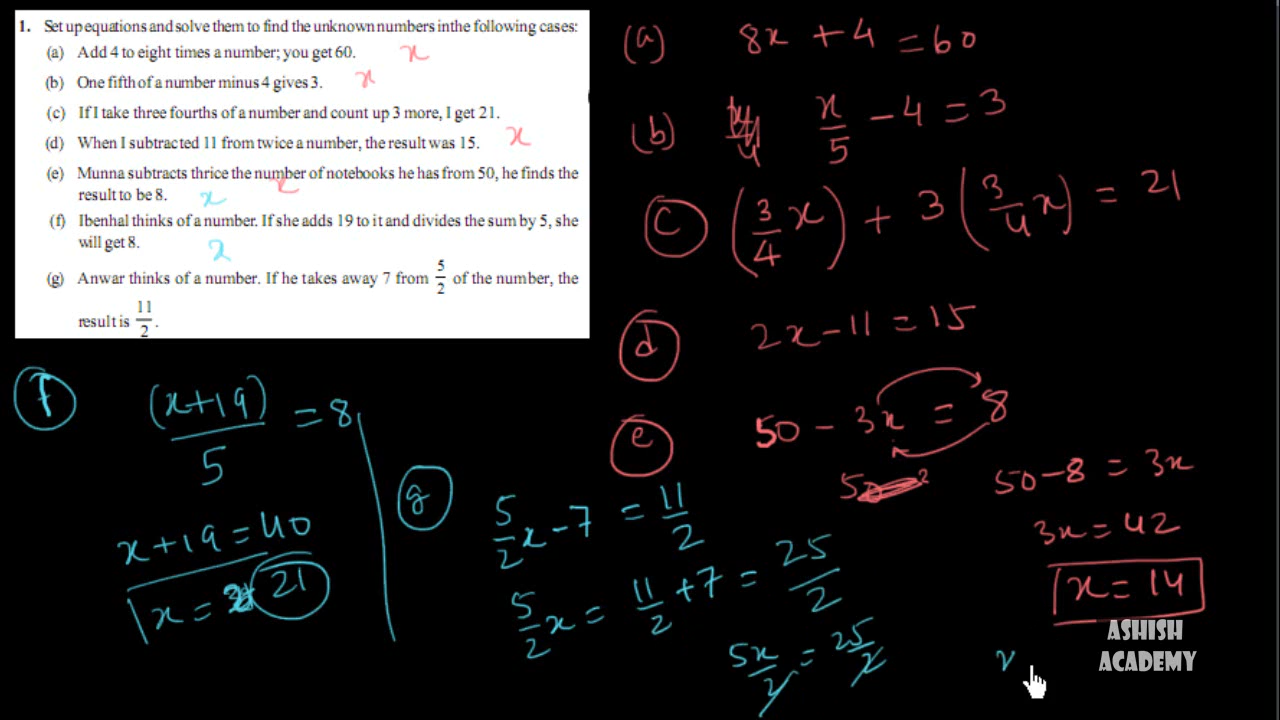 1. Set up equations and solve them to find the unknown numbers inthe following cases:
(a) Add 4 to eight times a number; you get 60.
x
(b) One fifth of a number minus 4 gives 3.
x
(c) If I take three fourths of a number and count up 3 more, I get 21.
(d) When I subtracted 11 from twice a number, the result was 15.
x
(e) Munna subtracts thrice the number of notebooks he has from 50, he finds the
x
result to be 8.
x
(f) Ibenhal thinks of a number. If she adds 19 to it and divides the sum by 5, she
will get 8.
(g) Anwar thinks of a number. If he takes away 7 from 5/2 of the number, the
result is 11/2.
(a) 8x + 4 = 60
(b) x/5 - 4 = 3
(c) (3/4 x) + 3 (3/4 x) = 21
(d) 2x - 11 = 15
(e) 50 - 3x = 8
50 - 8 = 3x
3x = 42
x = 14
(f) (x+19)/5 = 8
x + 19 = 40
x = 21
(g) 5/2 x - 7 = 11/2
5/2 x = 11/2 + 7 = 25/2
5x/2 = 25/2
ASHISH
ACADEMY